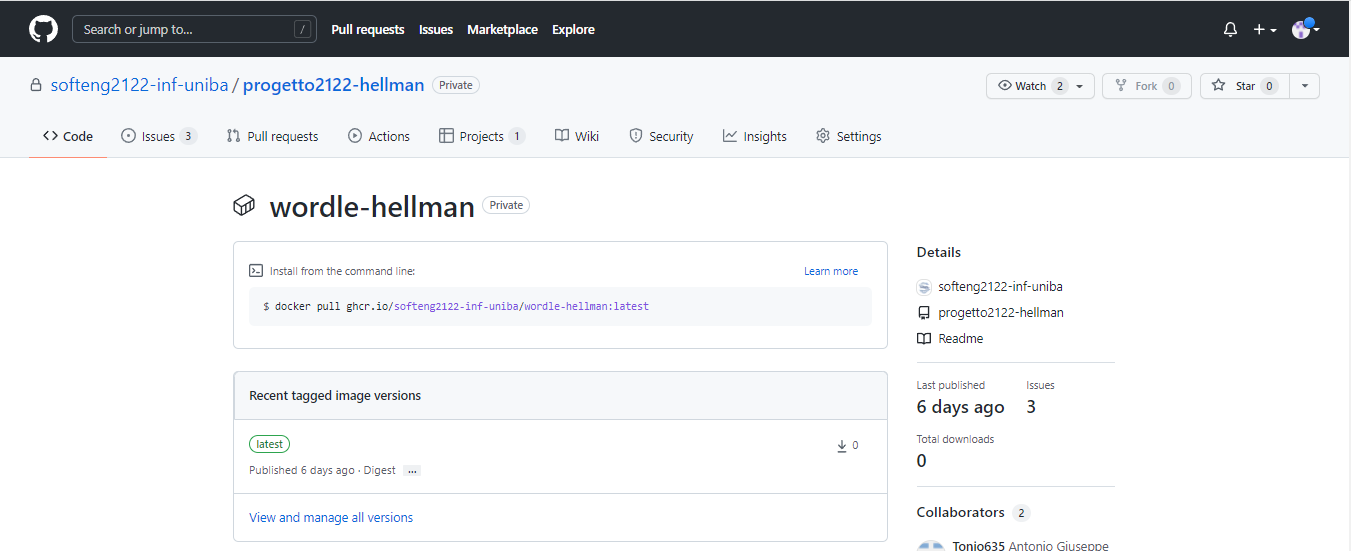 Search or jump to... /
Pull requests Issues Marketplace Explore
softeng2122-inf-uniba / progetto2122-hellman Private
Watch 2 Fork 0 Star 0
Code Issues 3 Pull requests Actions Projects 1 Wiki Security Insights Settings
wordle-hellman Private
Install from the command line: Learn more
$ docker pull ghcr.io/softeng2122-inf-uniba/wordle-hellman:latest
Recent tagged image versions
latest 0
Published 6 days ago · Digest ...
View and manage all versions
Details
softeng2122-inf-uniba
progetto2122-hellman
Readme
Last published Issues
6 days ago 3
Total downloads
0
Collaborators 2
Tonio635 Antonio Giuseppe